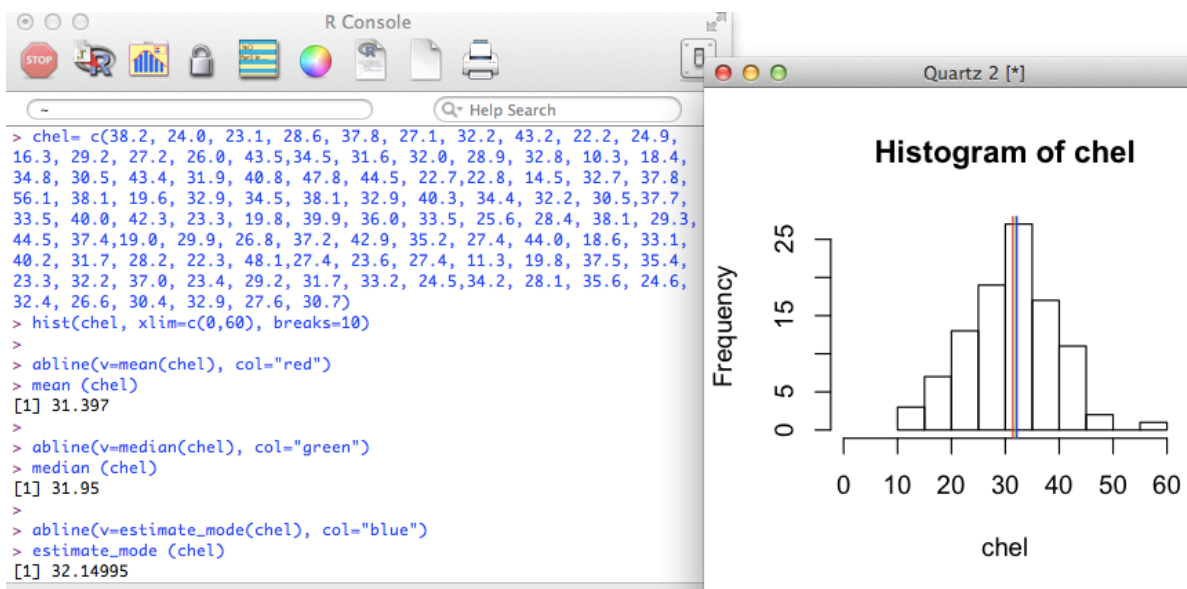 R Console
STOP
R
R
~
Help Search
> chel= c(38.2, 24.0, 23.1, 28.6, 37.8, 27.1, 32.2, 43.2, 22.2, 24.9,
16.3, 29.2, 27.2, 26.0, 43.5,34.5, 31.6, 32.0, 28.9, 32.8, 10.3, 18.4,
34.8, 30.5, 43.4, 31.9, 40.8, 47.8, 44.5, 22.7,22.8, 14.5, 32.7, 37.8,
56.1, 38.1, 19.6, 32.9, 34.5, 38.1, 32.9, 40.3, 34.4, 32.2, 30.5,37.7,
33.5, 40.0, 42.3, 23.3, 19.8, 39.9, 36.0, 33.5, 25.6, 28.4, 38.1, 29.3,
44.5, 37.4,19.0, 29.9, 26.8, 37.2, 42.9, 35.2, 27.4, 44.0, 18.6, 33.1,
40.2, 31.7, 28.2, 22.3, 48.1,27.4, 23.6, 27.4, 11.3, 19.8, 37.5, 35.4,
23.3, 32.2, 37.0, 23.4, 29.2, 31.7, 33.2, 24.5,34.2, 28.1, 35.6, 24.6,
32.4, 26.6, 30.4, 32.9, 27.6, 30.7)
> hist(chel, xlim=c(0,60), breaks=10)
>
> abline(v=mean(chel), col="red")
> mean (chel)
[1] 31.397
>
> abline(v=median(chel), col="green")
> median (chel)
[1] 31.95
>
> abline(v=estimate_mode(chel), col="blue")
> estimate_mode (chel)
[1] 32.14995
Quartz 2 [*]
Histogram of chel
Frequency
25
15
5
0
0 10 20 30 40 50 60
chel